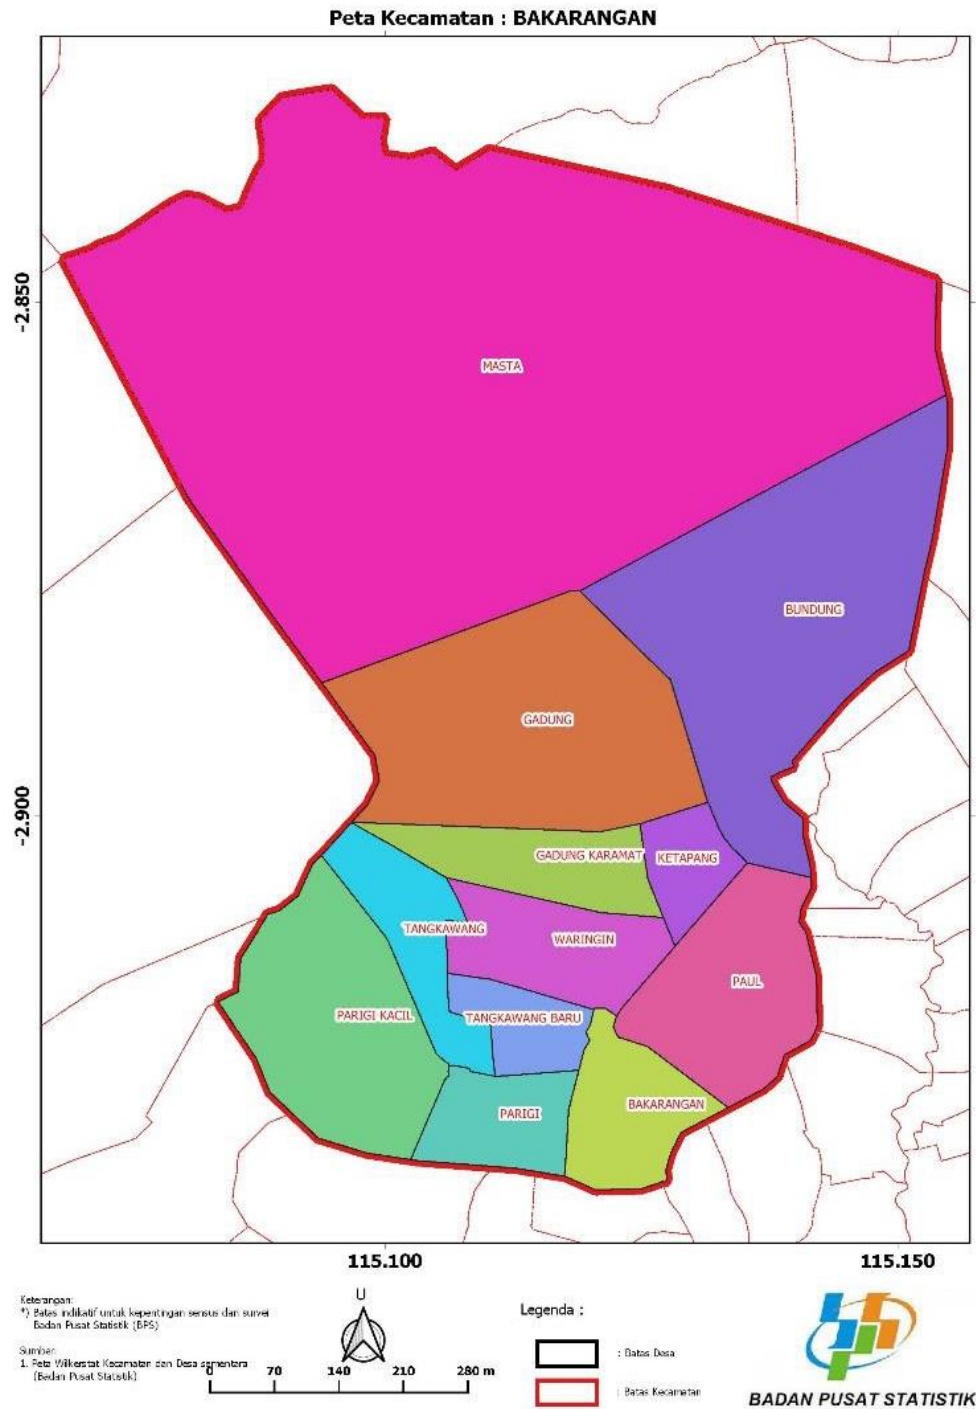 Peta Kecamatan : BAKARANGAN
-2.850
MASTA
BUNDUNG
GADUNG
-2.900
GADUNG KARAMAT
KETAPANG
TANGKAWANG
WARINGIN
PAUL
PARIGI KACIL
TANGKAWANG BARU
BAKARANGAN
PARIGI
115.100
115.150
Keterangan:
*) Batas indikatif untuk kepentingan sensus dan survei
Badan Pusat Statistik (BPS)
Sumber:
1. Peta Wilkerstat Kecamatan dan Desa sementara
(Badan Pusat Statistik)
U
0 70 140 210 280 m
Legenda :
: Batas Desa
: Batas Kecamatan
BADAN PUSAT STATISTIK